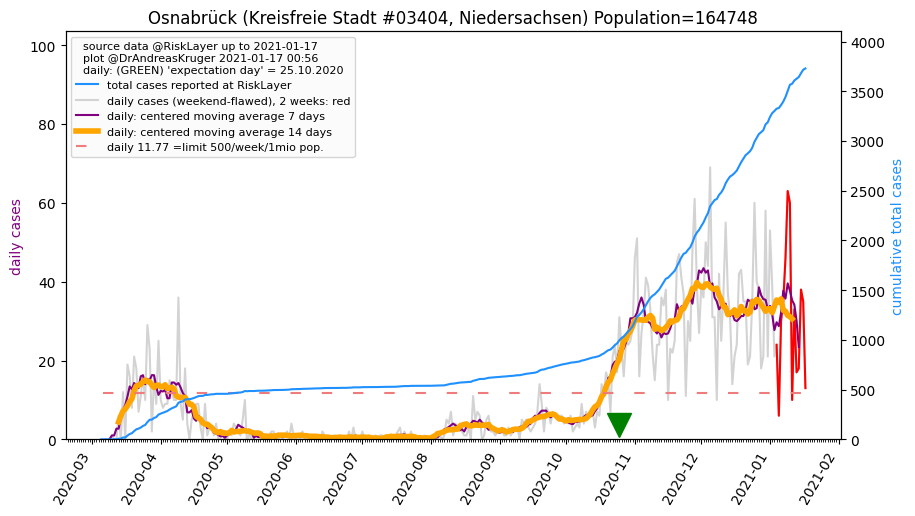 Osnabrück (Kreisfreie Stadt #03404, Niedersachsen) Population=164748
source data @RiskLayer up to 2021-01-17
plot @DrAndreasKruger 2021-01-17 00:56
daily: (GREEN) 'expectation day' = 25.10.2020
total cases reported at RiskLayer
daily cases (weekend-flawed), 2 weeks: red
daily: centered moving average 7 days
daily: centered moving average 14 days
daily 11.77 =limit 500/week/1mio pop.
daily cases
100
80
60
40
20
0
cumulative total cases
4000
3500
3000
2500
2000
1500
1000
500
0
2020-03
2020-04
2020-05
2020-06
2020-07
2020-08
2020-09
2020-10
2020-11
2020-12
2021-01
2021-02